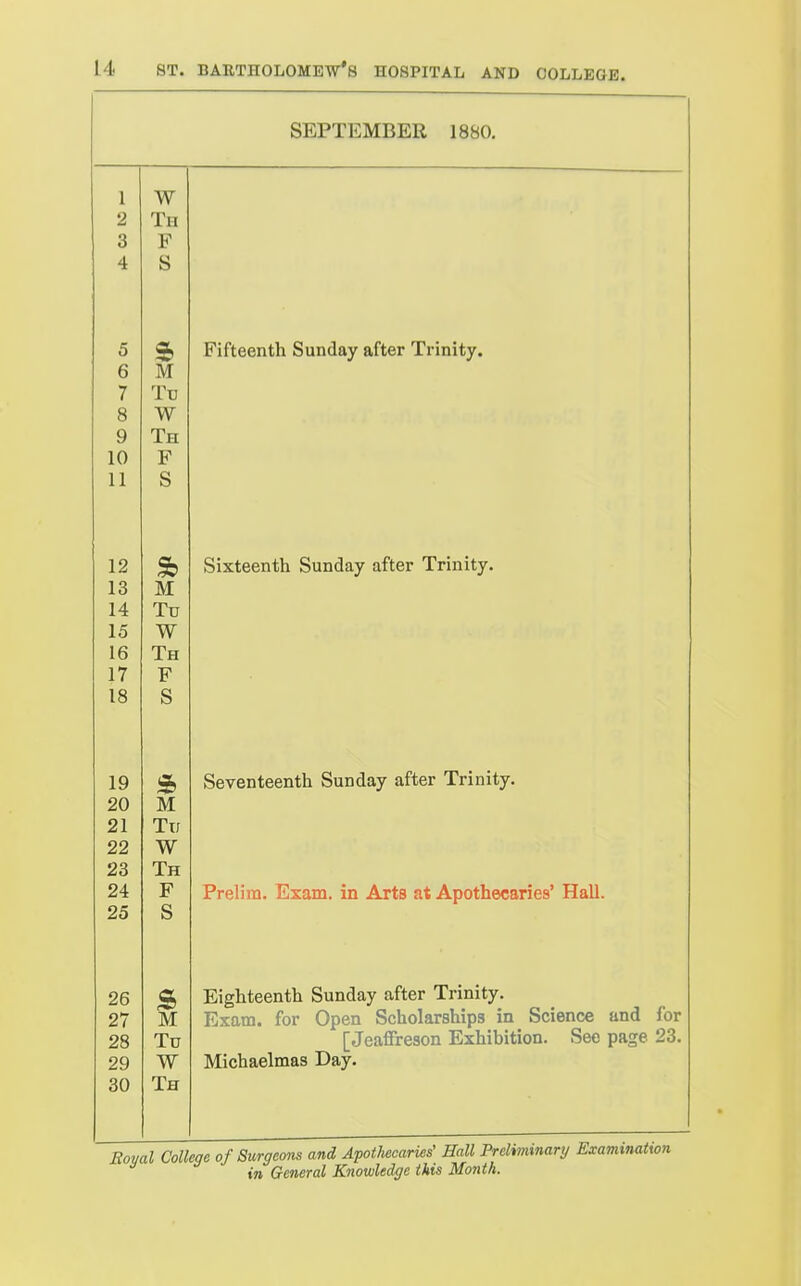 14 ST. BARTHOLOMEW'S HOSPITAL AND COLLEGE.
SEPTEMBER 1880.
1 W
2 TH
3 F
4 S
5 S Fifteenth Sunday after Trinity.
6 M
7 TU
8 W
9 TH
10 F
11 S
12 S Sixteenth Sunday after Trinity.
13 M
14 TU
15 W
16 TH
17 F
18 S
19 S Seventeenth Sunday after Trinity.
20 M
21 TU
22 W
23 TH
24 F Prelim. Exam. in Arts at Apothecaries' Hall.
25 S
26 S Eighteenth Sunday after Trinity.
27 M Exam. for Open Scholarships in Science and for
28 TU [Jeaffreson Exhibition. See page 23.
29 W Michaelmas Day.
30 TH
Royal College of Surgeons and Apothecaries' Hall Preliminary Examination
in General Knowledge this Month.